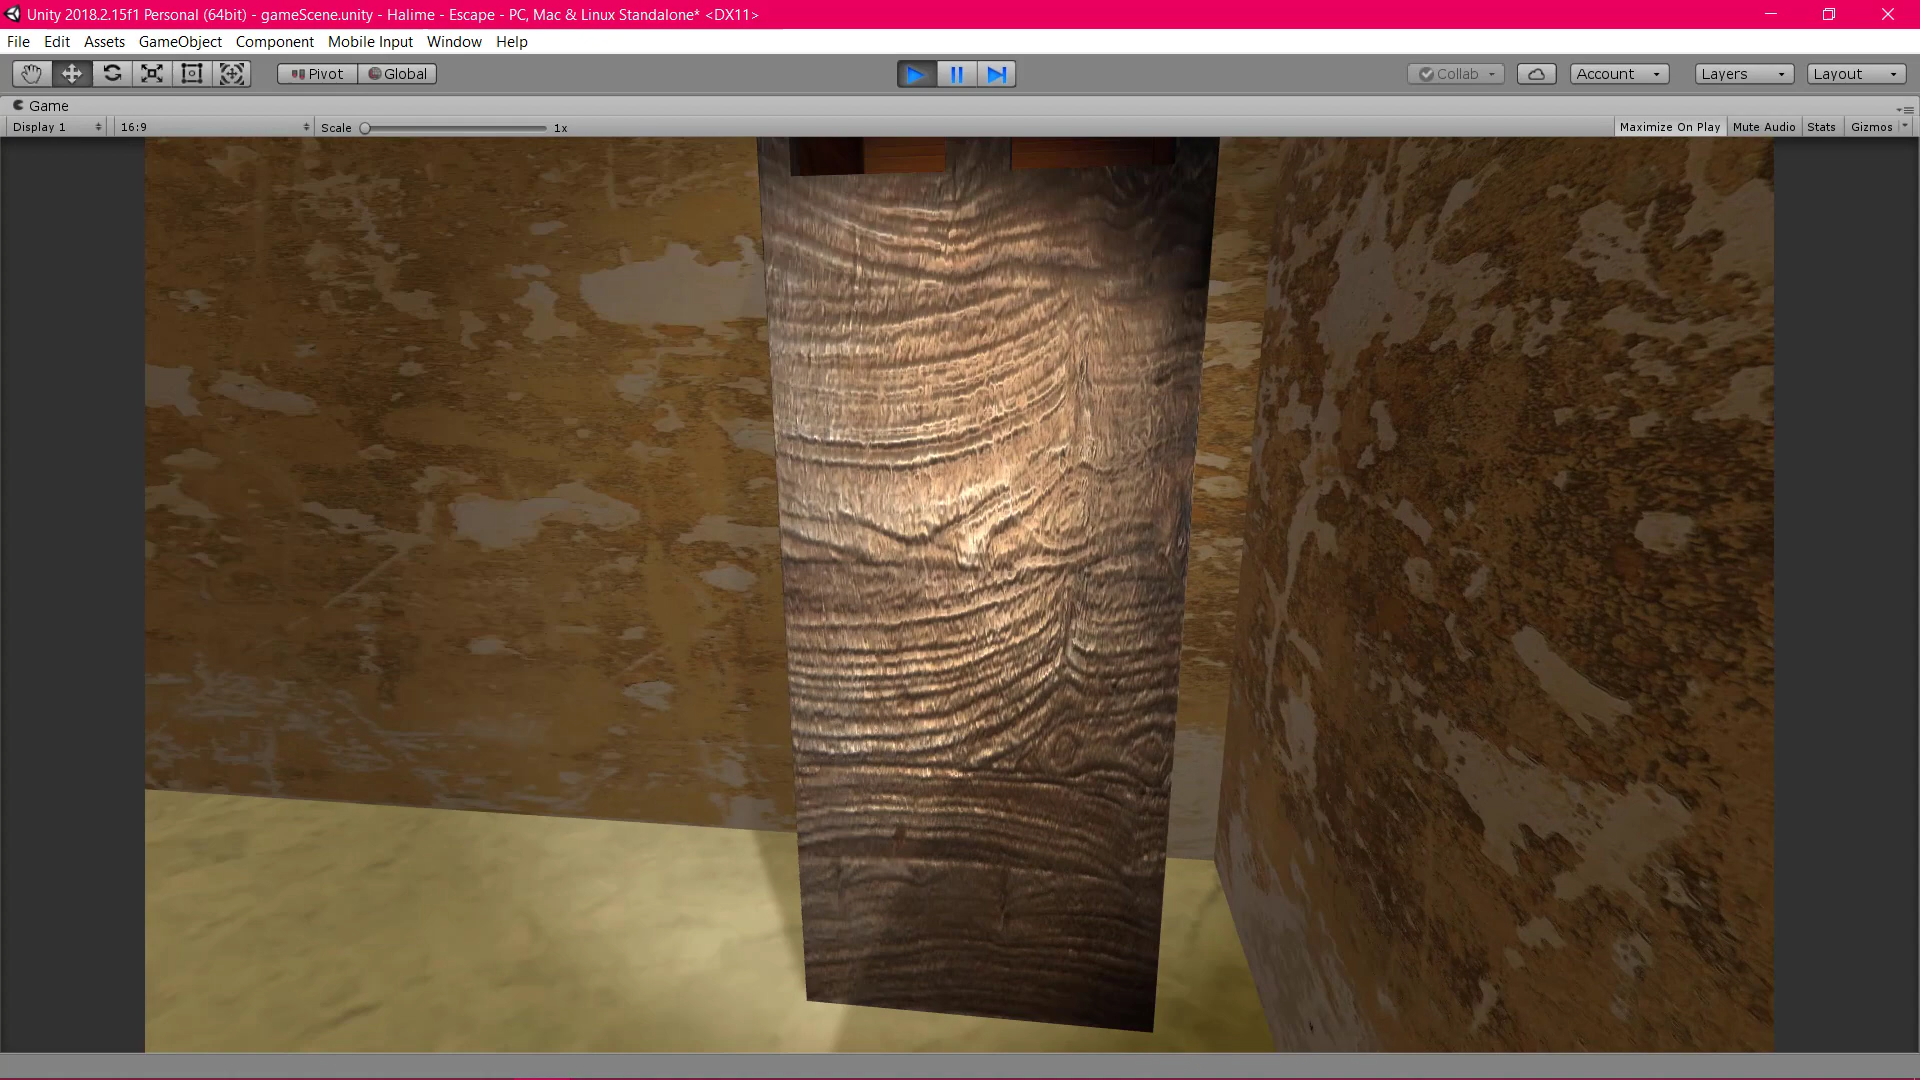 Unity 2018.2.15f1 Personal (64bit) - gameScene.unity - Halime - Escape - PC, Mac & Linux Standalone* <DX11>
File Edit Assets GameObject Component Mobile Input Window Help
Pivot Global Collab Account Layers Layout
Game
Display 1 16:9 Scale 1x Maximize On Play Mute Audio Stats Gizmos